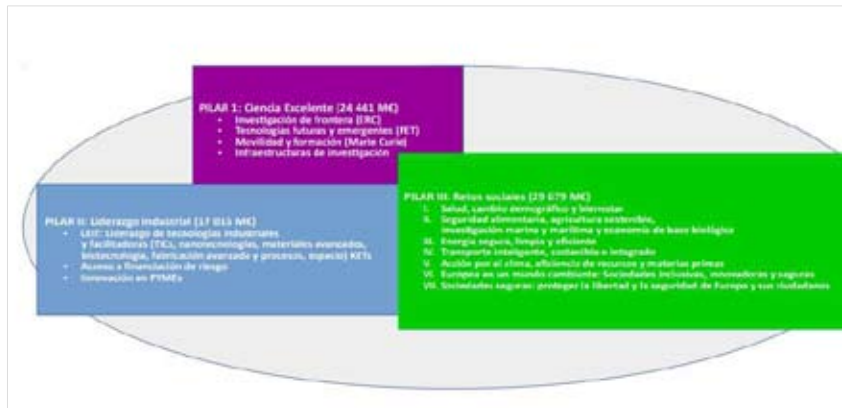 PILAR 1: Ciencia Excelente (24 441 M€)
• Investigación de frontera (ERC)
• Tecnologías futuras y emergentes (FET)
• Movilidad y formación (Marie Curie)
• Infraestructuras de investigación
PILAR II: Liderazgo Industrial (17 015 M€)
• LEIT: Liderazgo de tecnologías industriales
y facilitadoras (TICs, nanotecnologías, materiales avanzados,
biotecnología, fabricación avanzada y procesos, espacio) KETs
• Acceso a financiación de riesgo
• Innovación en PYMEs
PILAR III: Retos sociales (29 679 M€)
I. Salud, cambio demográfico y bienestar
II. Seguridad alimentaria, agricultura sostenible,
investigación marina y marítima y economía de base biológica
III. Energía segura, limpia y eficiente
IV. Transporte inteligente, sostenible e integrado
V. Acción por el clima, eficiencia de recursos y materias primas
VI. Europea en un mundo cambiante: Sociedades inclusivas, innovadoras y seguras
VII. Sociedades seguras: proteger la libertad y la seguridad de Europa y sus ciudadanos